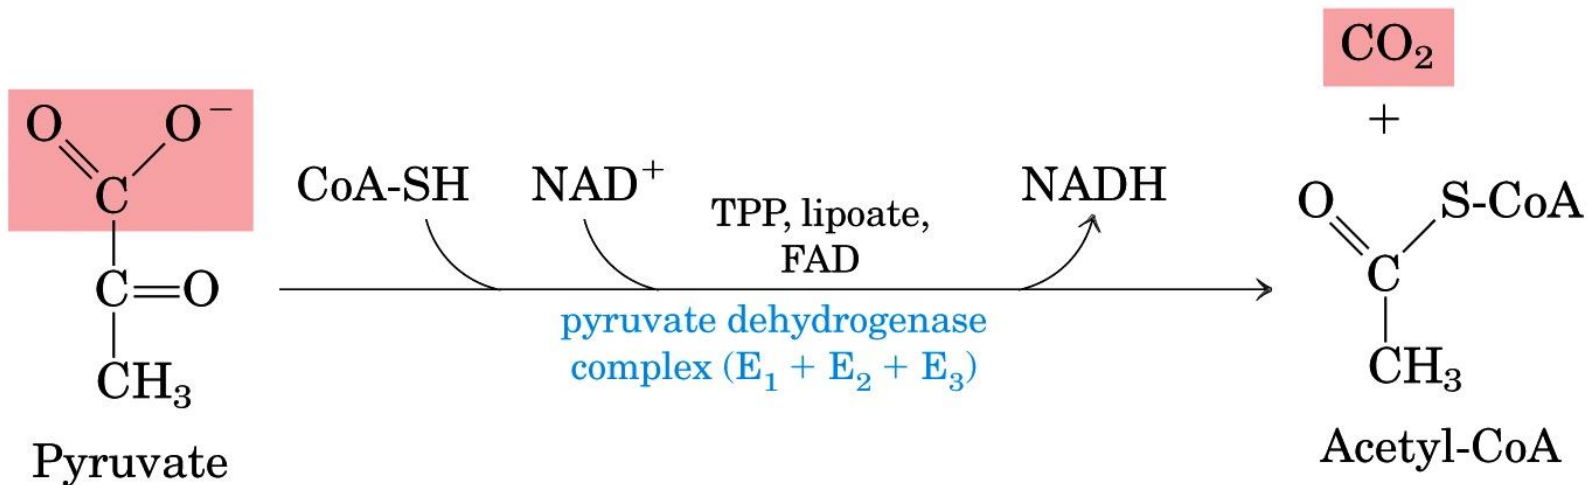 O O⁻
C
C=O
CH₃
Pyruvate
CoA-SH NAD⁺
TPP, lipoate,
FAD
NADH
pyruvate dehydrogenase
complex (E₁ + E₂ + E₃)
CO₂
+
O S-CoA
C
CH₃
Acetyl-CoA